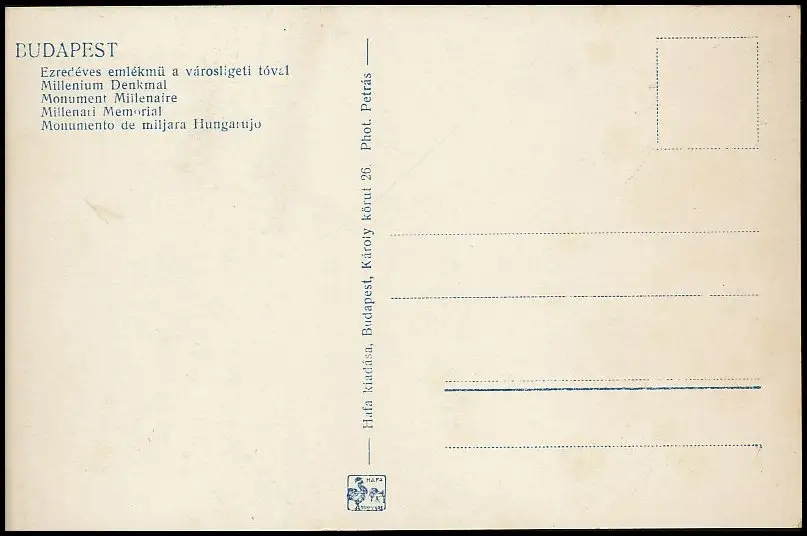 BUDAPEST
Ezredéves emlékmü a városligeti tóval
Millenium Denkmal
Monument Millenaire
Millenari Memorial
Monumento de miljara Hungarujo
Hafa kiadása, Budapest, Károly körut 26. Phot. Petrás
HAFA